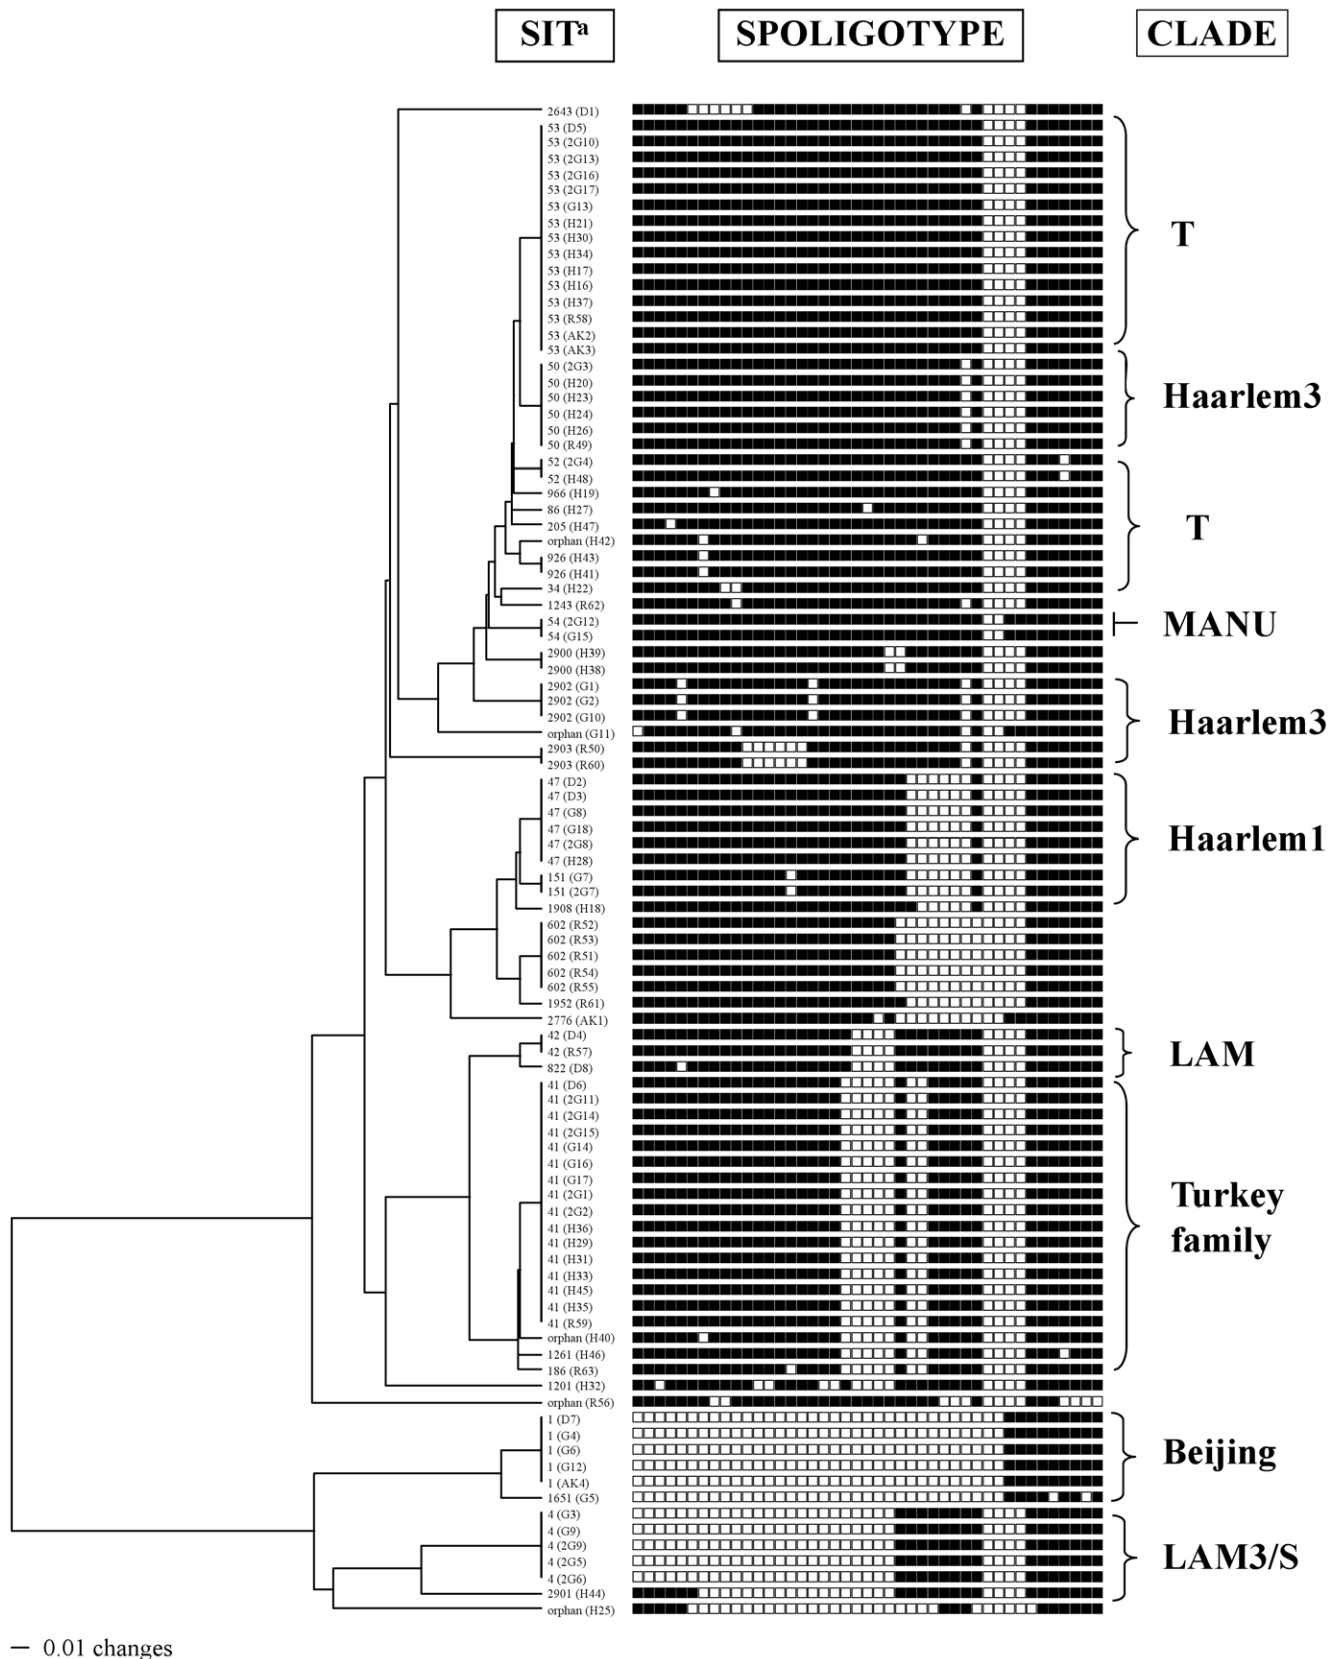 SITᵃ SPOLIGOTYPE CLADE
2643 (D1)
53 (D5)
53 (2G10)
53 (2G13)
53 (2G16)
53 (2G17)
53 (G13)
53 (H21)
53 (H30)
53 (H34)
53 (H17)
53 (H16)
53 (H37)
53 (R58)
53 (AK2)
53 (AK3)
T
50 (2G3)
50 (H20)
50 (H23)
50 (H24)
50 (H26)
50 (R49)
Haarlem3
52 (2G4)
52 (H48)
966 (H19)
86 (H27)
205 (H47)
orphan (H42)
926 (H43)
926 (H41)
34 (H22)
T
1243 (R62)
54 (2G12)
54 (G15)
MANU
2900 (H39)
2900 (H38)
2902 (G1)
2902 (G2)
2902 (G10)
orphan (G11)
2903 (R50)
2903 (R60)
Haarlem3
47 (D2)
47 (D3)
47 (G8)
47 (G18)
47 (2G8)
47 (H28)
151 (G7)
151 (2G7)
1908 (H18)
Haarlem1
602 (R52)
602 (R53)
602 (R51)
602 (R54)
602 (R55)
1952 (R61)
2776 (AK1)
42 (D4)
42 (R57)
822 (D8)
LAM
41 (D6)
41 (2G11)
41 (2G14)
41 (2G15)
41 (G14)
41 (G16)
41 (G17)
41 (2G1)
41 (2G2)
41 (H36)
41 (H29)
41 (H31)
41 (H33)
41 (H45)
41 (H35)
41 (R59)
orphan (H40)
1261 (H46)
186 (R63)
Turkey
family
1201 (H32)
orphan (R56)
1 (D7)
1 (G4)
1 (G6)
1 (G12)
1 (AK4)
1651 (G5)
Beijing
4 (G3)
4 (G9)
4 (2G9)
4 (2G5)
4 (2G6)
2901 (H44)
LAM3/S
orphan (H25)
0.01 changes